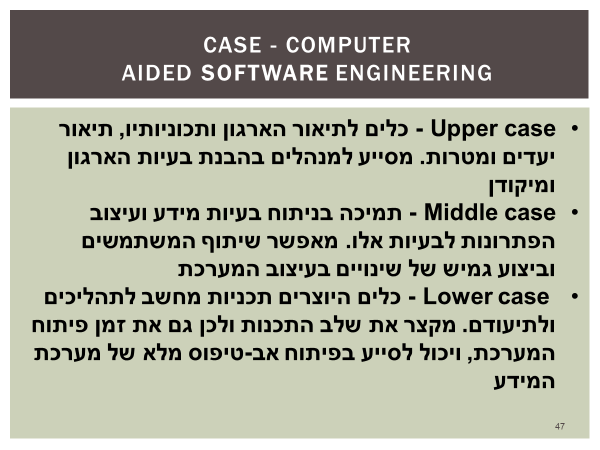 CASE - COMPUTER
AIDED SOFTWARE ENGINEERING
• Upper case - כלים לתיאור הארגון ותכוניותיו, תיאור
יעדים ומטרות. מסייע למנהלים בהבנת בעיות הארגון
ומיקודן
• Middle case - תמיכה בניתוח בעיות מידע ועיצוב
הפתרונות לבעיות אלו. מאפשר שיתוף המשתמשים
וביצוע גמיש של שינויים בעיצוב המערכת
• Lower case - כלים היוצרים תכניות מחשב לתהליכים
ולתיעודם. מקצר את שלב התכנות ולכן גם את זמן פיתוח
המערכת, ויכול לסייע בפיתוח אב-טיפוס מלא של מערכת
המידע
47